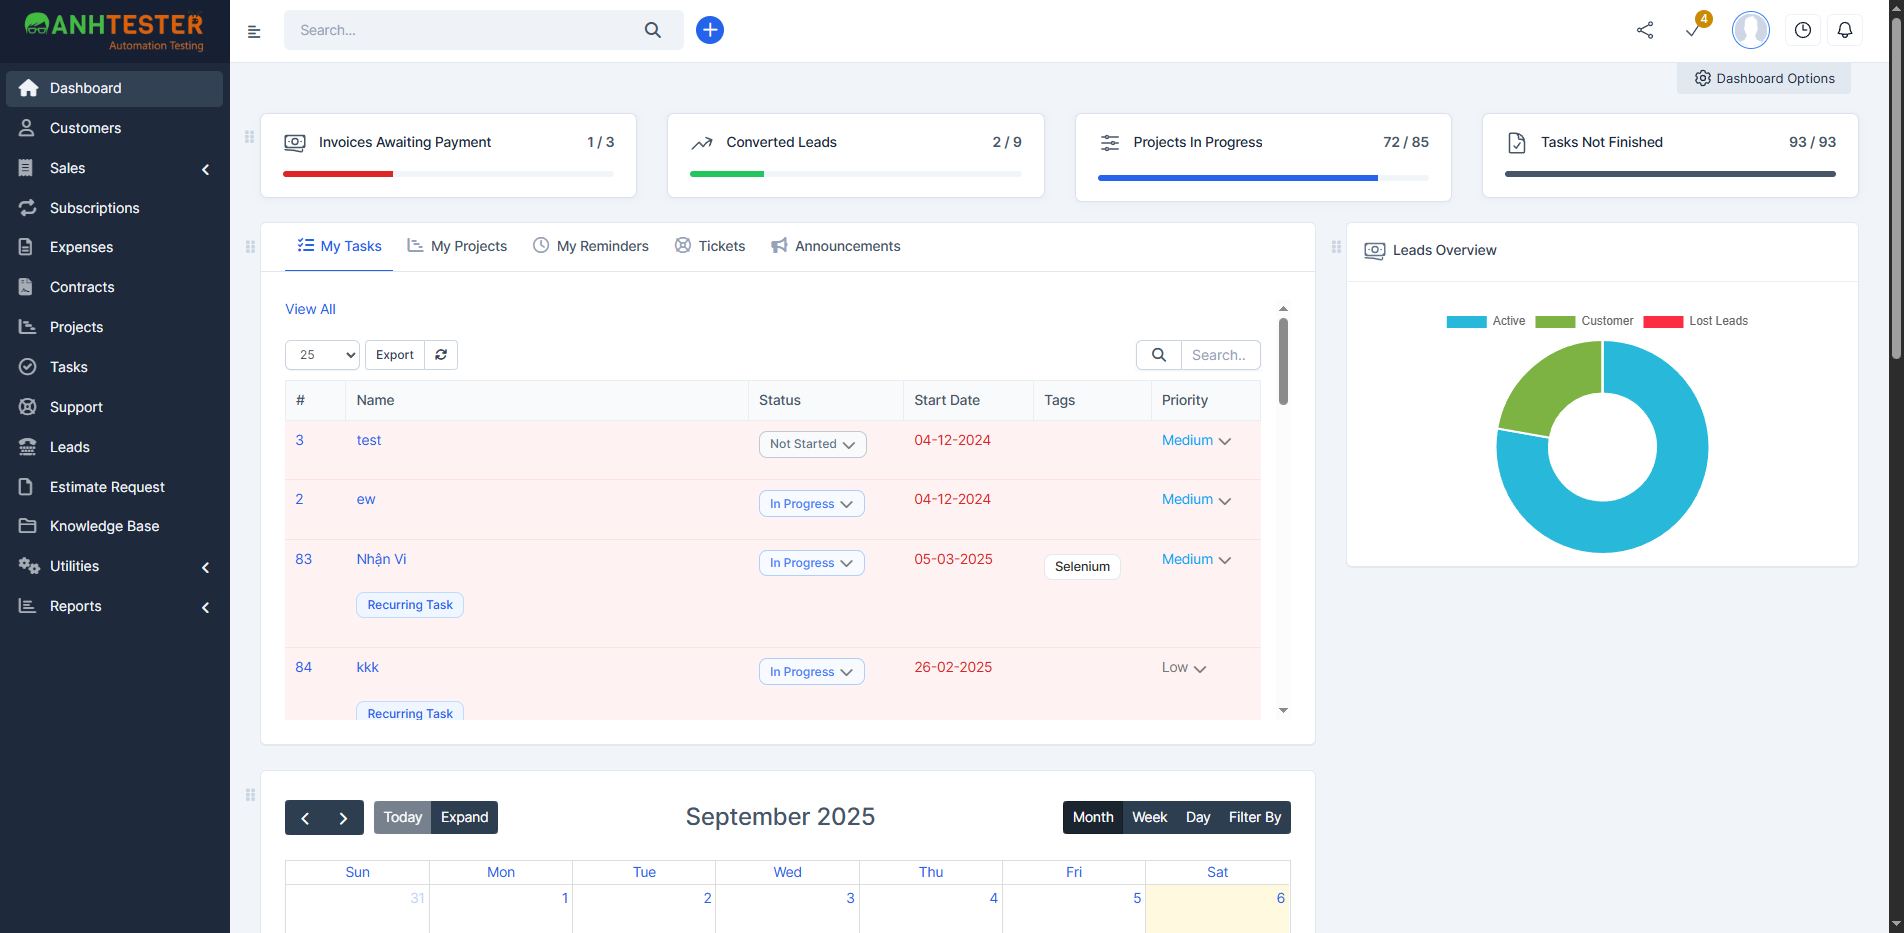 ANHTESTER
Automation Testing
Search...
4
Dashboard
Customers
Sales
Subscriptions
Expenses
Contracts
Projects
Tasks
Support
Leads
Estimate Request
Knowledge Base
Utilities
Reports
Dashboard Options
Invoices Awaiting Payment 1 / 3
Converted Leads 2 / 9
Projects In Progress 72 / 85
Tasks Not Finished 93 / 93
My Tasks My Projects My Reminders Tickets Announcements
View All
25 Export Search..
# Name Status Start Date Tags Priority
3 test Not Started 04-12-2024 Medium
2 ew In Progress 04-12-2024 Medium
83 Nhận Vi In Progress 05-03-2025 Selenium Medium
Recurring Task
84 kkk In Progress 26-02-2025 Low
Recurring Task
Leads Overview
Active Customer Lost Leads
Today Expand September 2025 Month Week Day Filter By
Sun Mon Tue Wed Thu Fri Sat
31 1 2 3 4 5 6